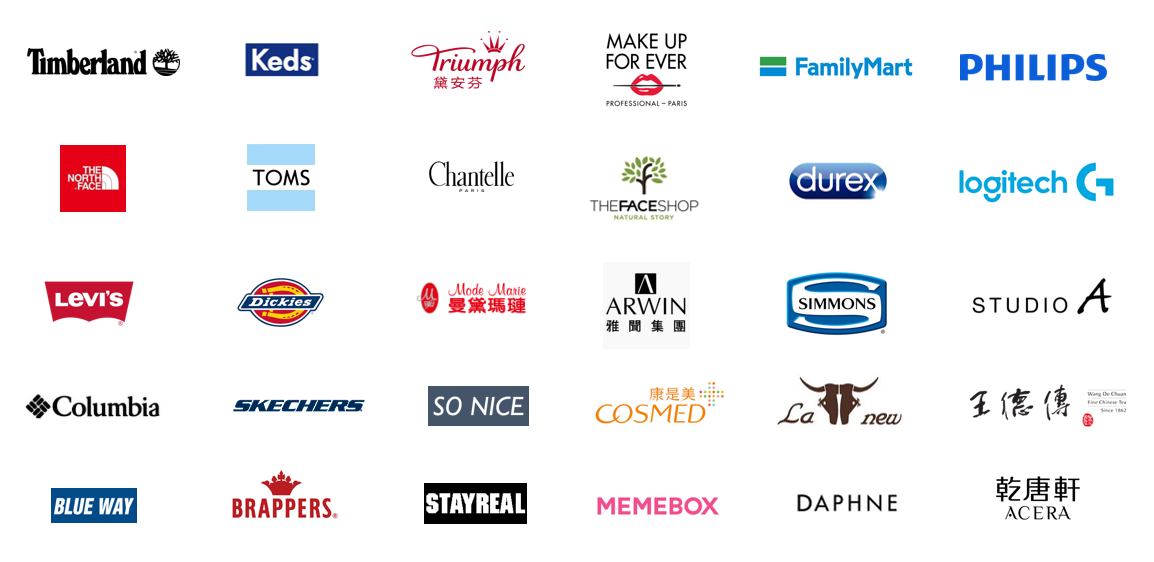 Timberland
Keds
Triumph
黛安芬
MAKE UP
FOR EVER
PROFESSIONAL – PARIS
FamilyMart
PHILIPS
THE
NORTH
FACE
TOMS
Chantelle
PARIS
THEFACESHOP
NATURAL STORY
durex
logitech G
LEVI'S
Dickies
Mode Marie
曼黛瑪璉
ARWIN
雅聞集團
SIMMONS
STUDIO A
Columbia
SKECHERS
SO NICE
康是美
COSMED
La new
王德傳
Wang De Chuan
Fine Chinese Tea
Since 1862
BLUE WAY
BRAPPERS®
STAYREAL
MEMEBOX
DAPHNE
乾唐軒
ACERA